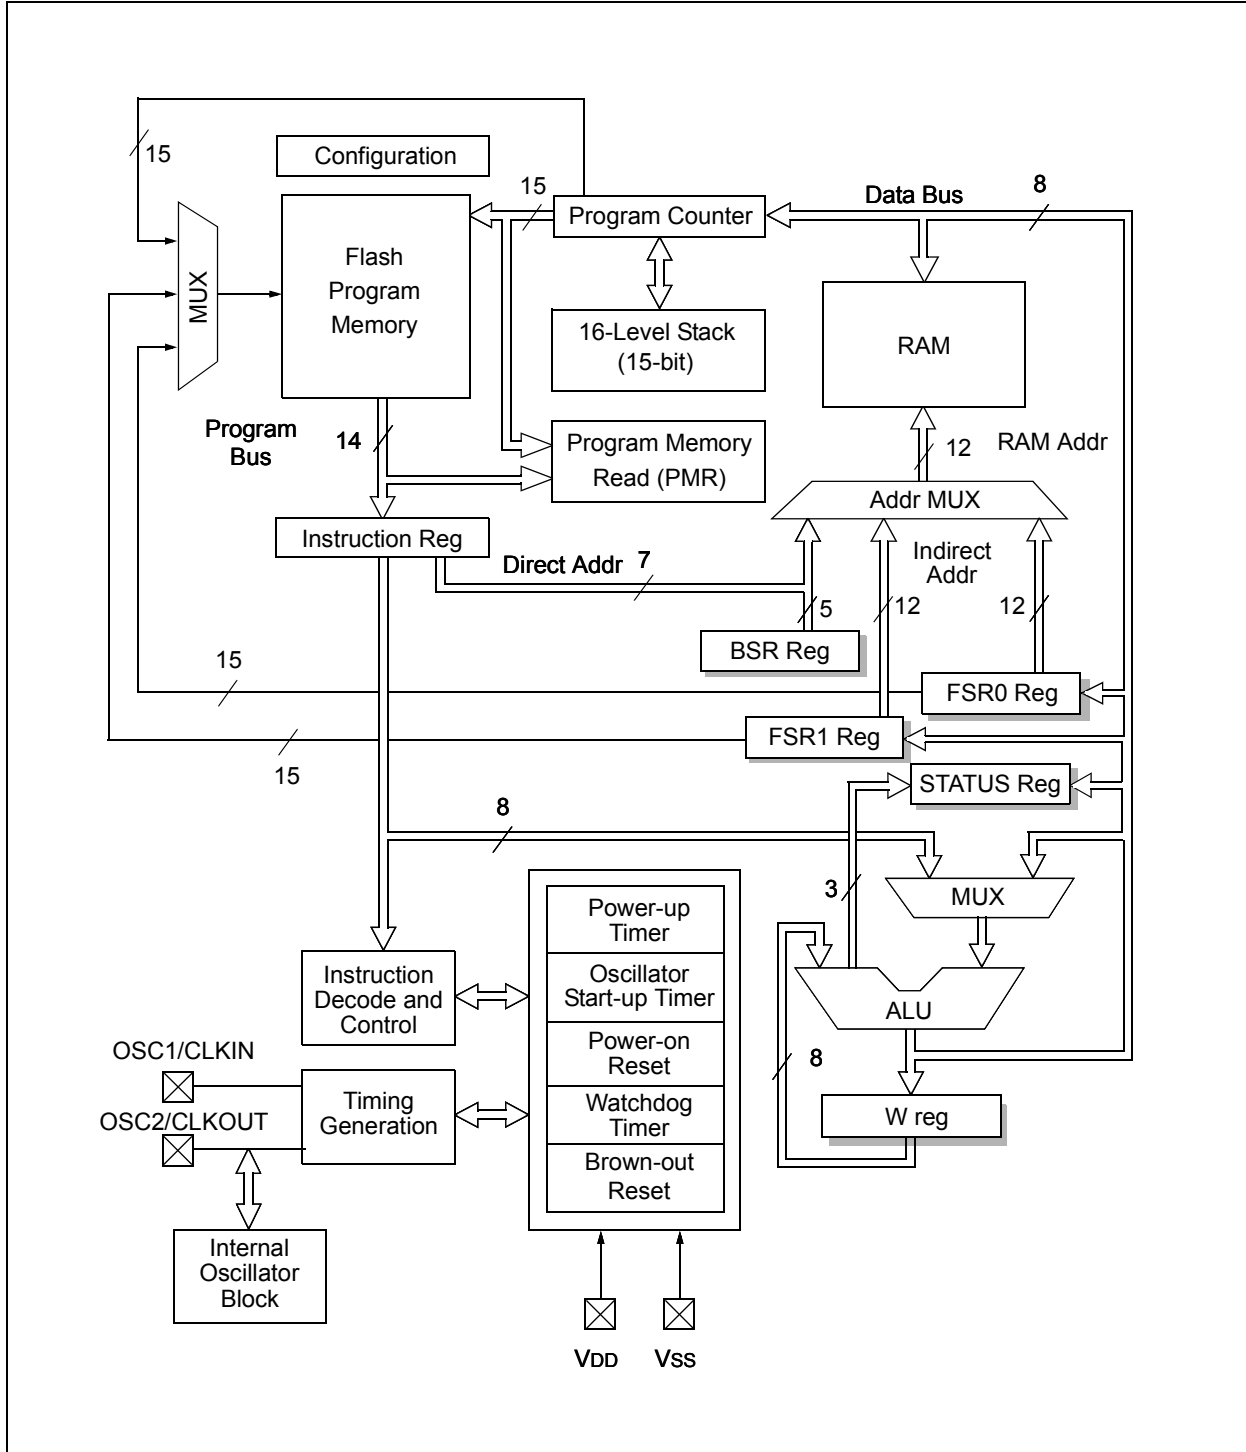 15
Configuration
15
Program Counter
Data Bus
8
MUX
Flash
Program
Memory
16-Level Stack
(15-bit)
RAM
Program
Bus
14
Program Memory
Read (PMR)
12
RAM Addr
Addr MUX
Instruction Reg
Direct Addr
7
Indirect
Addr
5
12
12
BSR Reg
15
FSR0 Reg
FSR1 Reg
15
STATUS Reg
8
3
MUX
Power-up
Timer
Oscillator
Start-up Timer
Power-on
Reset
Watchdog
Timer
Brown-out
Reset
Instruction
Decode and
Control
ALU
8
OSC1/CLKIN
Timing
Generation
OSC2/CLKOUT
W reg
Internal
Oscillator
Block
VDD
VSS